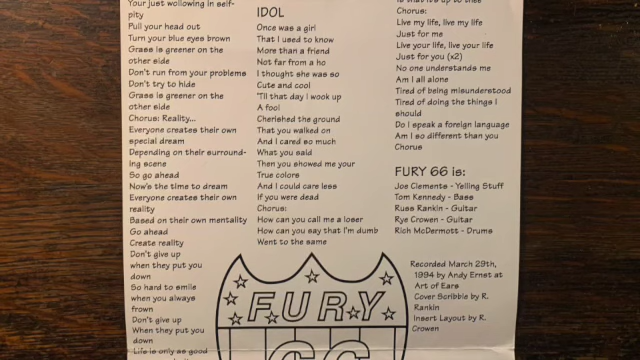 Your just wollowing in self-
pity
Pull your head out
Turn your blue eyes brown
Grass is greener on the
other side
Don't run from your problems
Don't try to hide
Grass is greener on the
other side
Chorus: Reality...
Everyone creates their own
special dream
Depending on their surround-
ing scene
So go ahead
Now's the time to dream
Everyone creates their own
reality
Based on their own mentality
Go ahead
Create reality
Don't give up
when they put you
down
So hard to smile
when you always
frown
Don't give up
When they put you
down
Life is only as good
IDOL
Once was a girl
That I used to know
More than a friend
Not far from a ho
I thought she was so
Cute and cool
'Til that day I wook up
A fool
Cherished the ground
That you walked on
And I cared so much
What you said
Then you showed me your
True colors
And I could care less
If you were dead
Chorus:
How can you call me a loser
How can you say that I'm dumb
Went to the same
Chorus:
Live my life, live my life
Just for me
Live your life, live your life
Just for you (x2)
No one understands me
Am I all alone
Tired of being misunderstood
Tired of doing the things I
should
Do I speak a foreign language
Am I so different than you
Chorus
FURY 66 is:
Joe Clements - Yelling Stuff
Tom Kennedy - Bass
Russ Rankin - Guitar
Rye Crowen - Guitar
Rich McDermott - Drums
Recorded March 29th,
1994 by Andy Ernst at
Art of Ears
Cover Scribble by R.
Rankin
Insert Layout by R.
Crowen
FURY
66